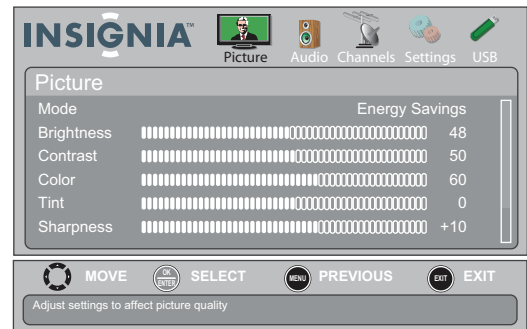 INSIGNIA™
Picture Audio Channels Settings USB
Picture
Mode Energy Savings
Brightness 48
Contrast 50
Color 60
Tint 0
Sharpness +10
MOVE OK ENTER SELECT MENU PREVIOUS EXIT EXIT
Adjust settings to affect picture quality